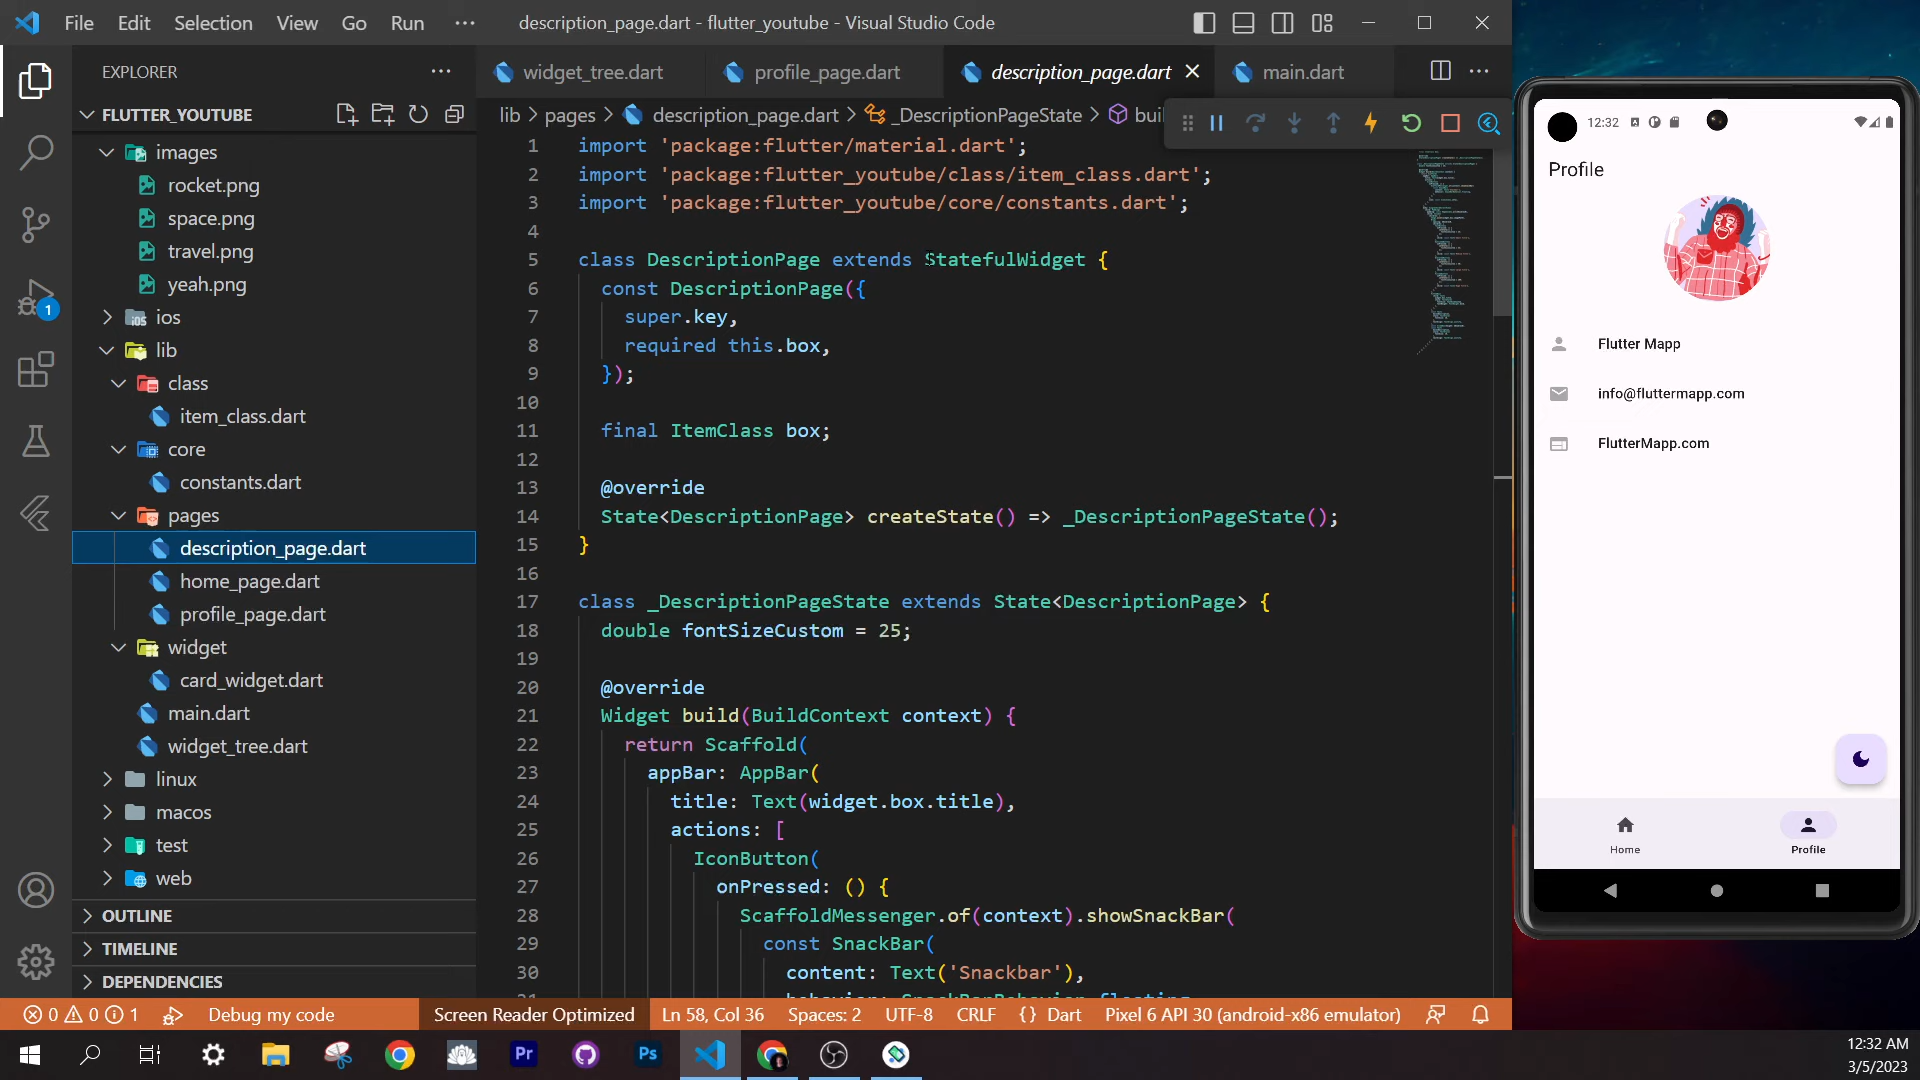 File Edit Selection View Go Run ··· description_page.dart - flutter_youtube - Visual Studio Code
EXPLORER ···
widget_tree.dart profile_page.dart description_page.dart main.dart ···
FLUTTER_YOUTUBE
lib > pages > description_page.dart > _DescriptionPageState >
images
rocket.png
space.png
travel.png
yeah.png
ios
lib
class
item_class.dart
core
constants.dart
pages
description_page.dart
home_page.dart
profile_page.dart
widget
card_widget.dart
main.dart
widget_tree.dart
linux
macos
test
web
OUTLINE
TIMELINE
DEPENDENCIES
1
1 import 'package:flutter/material.dart';
2 import 'package:flutter_youtube/class/item_class.dart';
3 import 'package:flutter_youtube/core/constants.dart';
4
5 class DescriptionPage extends StatefulWidget {
6 const DescriptionPage({
7 super.key,
8 required this.box,
9 });
10
11 final ItemClass box;
12
13 @override
14 State<DescriptionPage> createState() => _DescriptionPageState();
15 }
16
17 class _DescriptionPageState extends State<DescriptionPage> {
18 double fontSizeCustom = 25;
19
20 @override
21 Widget build(BuildContext context) {
22 return Scaffold(
23 appBar: AppBar(
24 title: Text(widget.box.title),
25 actions: [
26 IconButton(
27 onPressed: () {
28 ScaffoldMessenger.of(context).showSnackBar(
29 const SnackBar(
30 content: Text('Snackbar'),
12:32
Profile
Flutter Mapp
info@fluttermapp.com
FlutterMapp.com
Home
Profile
0 0 1 Debug my code Screen Reader Optimized Ln 58, Col 36 Spaces: 2 UTF-8 CRLF {} Dart Pixel 6 API 30 (android-x86 emulator)
Pr Ps
12:32 AM
3/5/2023